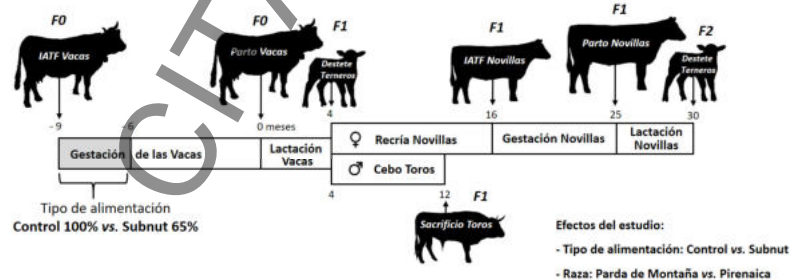 F0
F0
F1
F1
F1
F2
IATF Vacas
Parto Vacas
Destete
Terneros
IATF Novillas
Parto Novillas
Destete
Terneros
- 9
- 6
0 meses
4
16
25
30
Gestación de las Vacas
Lactación
Vacas
♀ Recría Novillas
Gestación Novillas
Lactación
Novillas
♂ Cebo Toros
4
12
F1
Tipo de alimentación
Control 100% vs. Subnut 65%
Sacrificio Toros
Efectos del estudio:
- Tipo de alimentación: Control vs. Subnut
- Raza: Parda de Montaña vs. Pirenaica
CITA